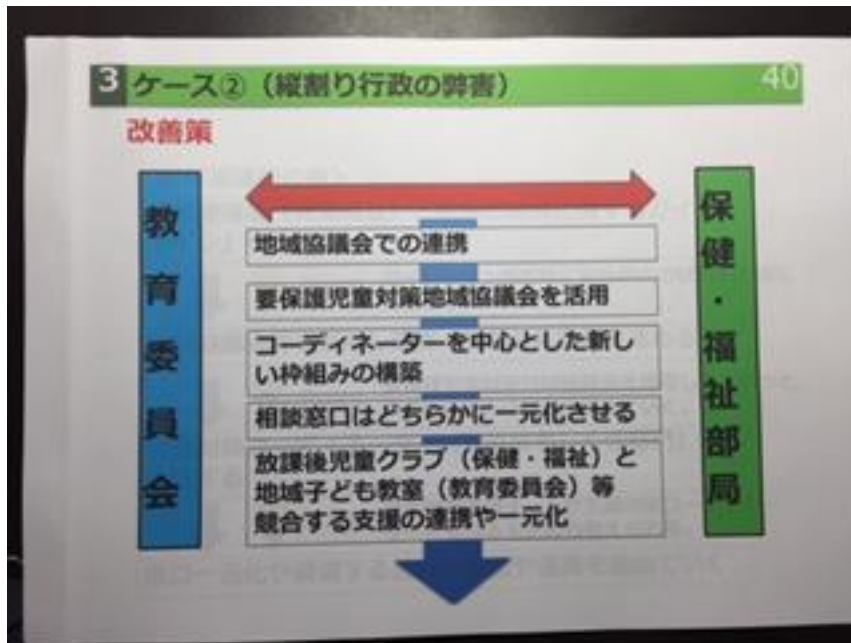 3 ケース②（縦割り行政の弊害） 40
改善策
教育委員会
地域協議会での連携
要保護児童対策地域協議会を活用
コーディネーターを中心とした新し
い枠組みの構築
相談窓口はどちらかに一元化させる
放課後児童クラブ（保健・福祉）と
地域子ども教室（教育委員会）等
競合する支援の連携や一元化
保健・福祉部局